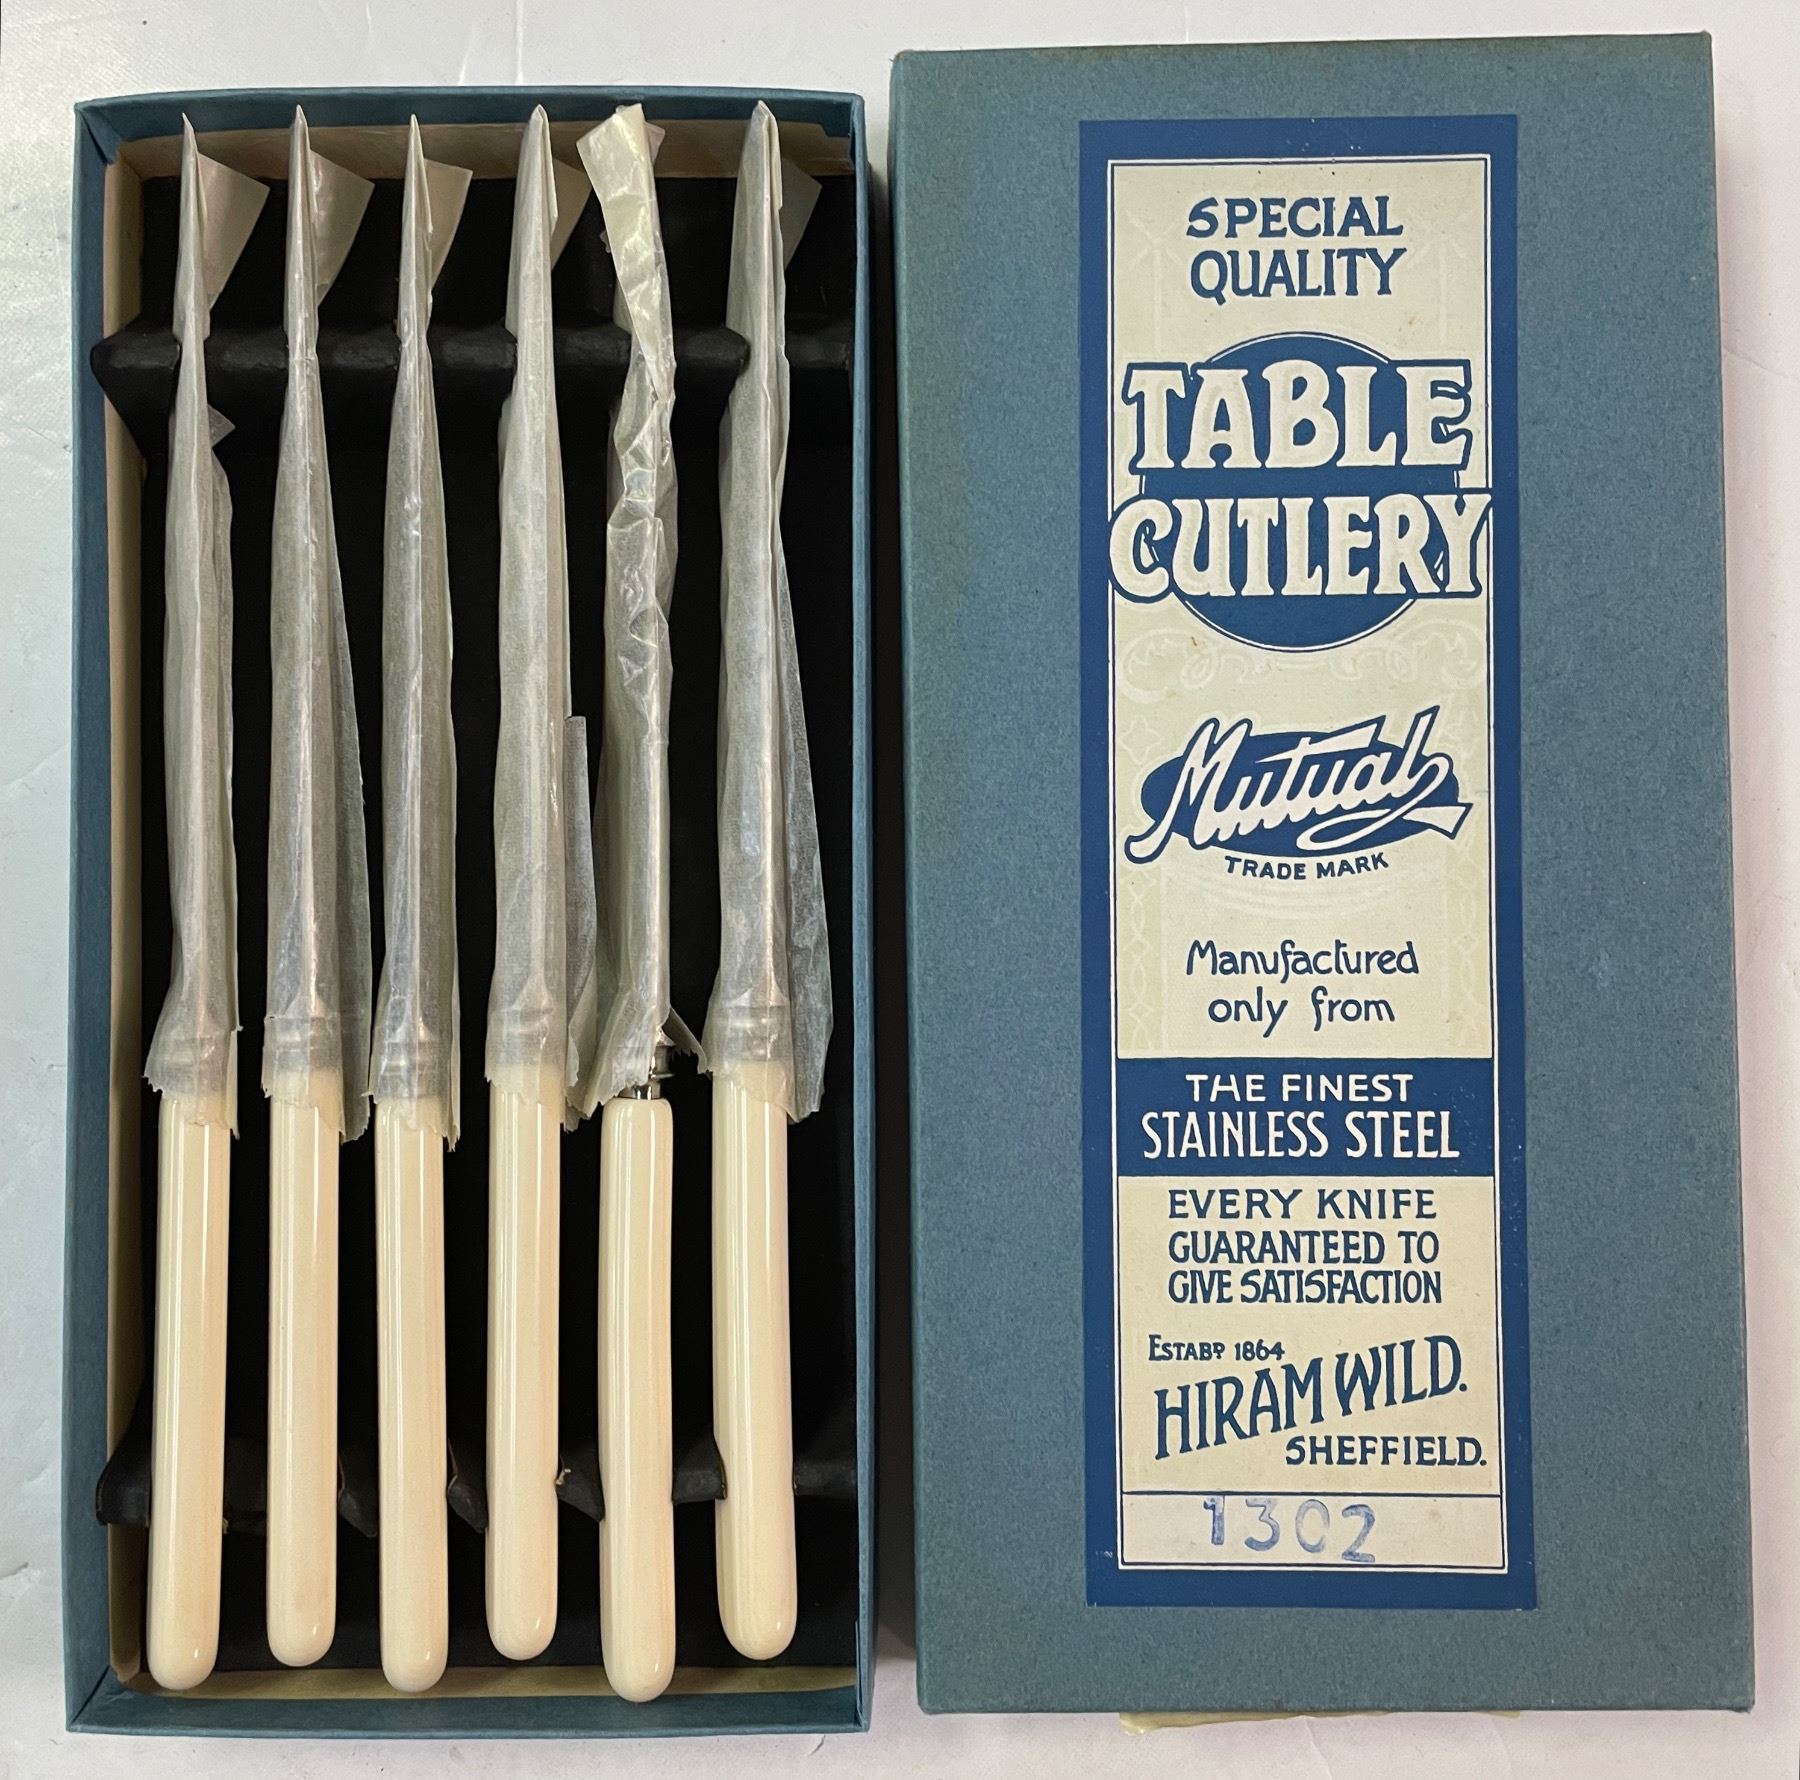 SPECIAL
QUALITY
TABLE
CUTLERY
Mutual
TRADE MARK
Manufactured
only from
THE FINEST
STAINLESS STEEL
EVERY KNIFE
GUARANTEED TO
GIVE SATISFACTION
ESTABD 1864
HIRAM WILD.
SHEFFIELD.
1302